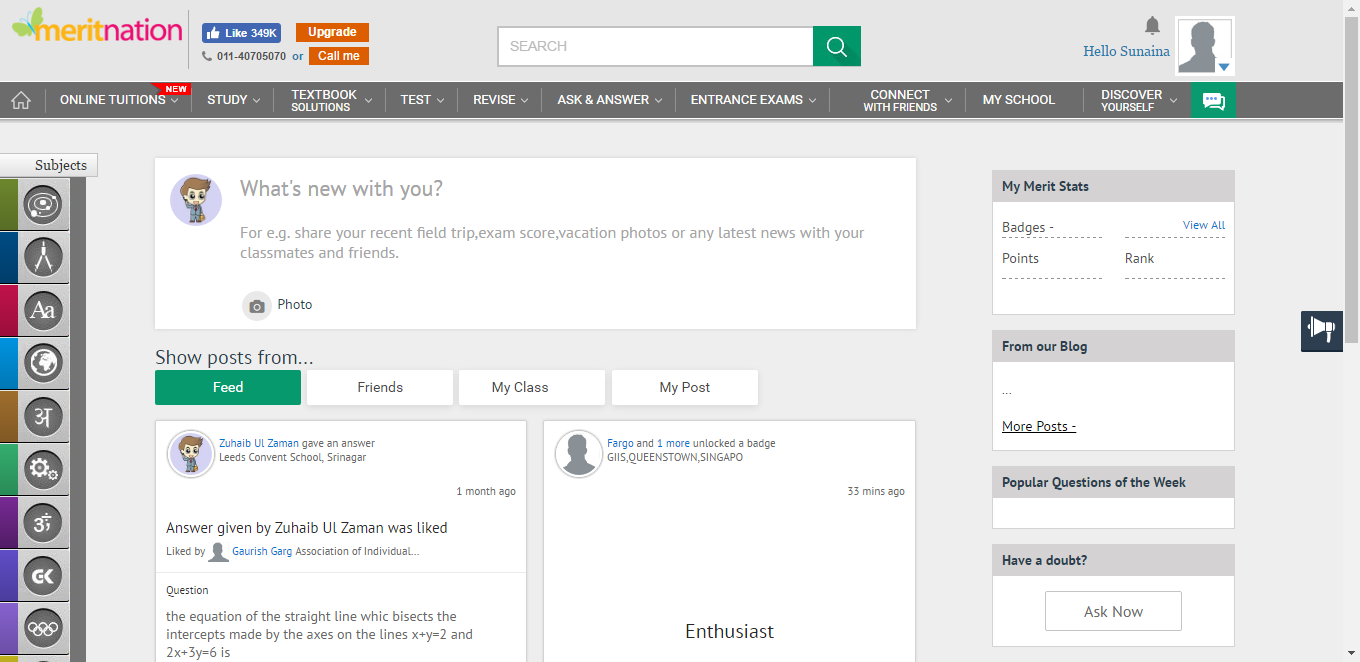 meritnation
Like 349K
Upgrade
011-40705070 or
Call me
SEARCH
Hello Sunaina
ONLINE TUITIONS
NEW
STUDY
TEXTBOOK
SOLUTIONS
TEST
REVISE
ASK & ANSWER
ENTRANCE EXAMS
CONNECT
WITH FRIENDS
MY SCHOOL
DISCOVER
YOURSELF
Subjects
Aa
अ
ॐ
GK
What's new with you?
For e.g. share your recent field trip,exam score,vacation photos or any latest news with your
classmates and friends.
Photo
Show posts from...
Feed
Friends
My Class
My Post
Zuhaib Ul Zaman gave an answer
Leeds Convent School, Srinagar
1 month ago
Answer given by Zuhaib Ul Zaman was liked
Liked by Gaurish Garg Association of Individual...
Question
the equation of the straight line whic bisects the
intercepts made by the axes on the lines x+y=2 and
2x+3y=6 is
Fargo and 1 more unlocked a badge
GIIS,QUEENSTOWN,SINGAPO
33 mins ago
Enthusiast
My Merit Stats
Badges -
View All
Points
Rank
From our Blog
...
More Posts -
Popular Questions of the Week
Have a doubt?
Ask Now